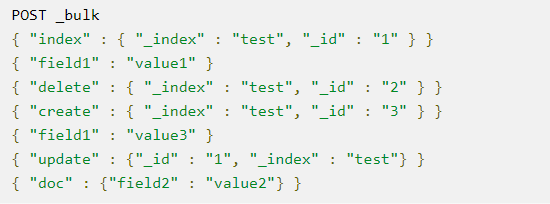 POST _bulk
{ "index" : { "_index" : "test", "_id" : "1" } }
{ "field1" : "value1" }
{ "delete" : { "_index" : "test", "_id" : "2" } }
{ "create" : { "_index" : "test", "_id" : "3" } }
{ "field1" : "value3" }
{ "update" : {"_id" : "1", "_index" : "test"} }
{ "doc" : {"field2" : "value2"} }